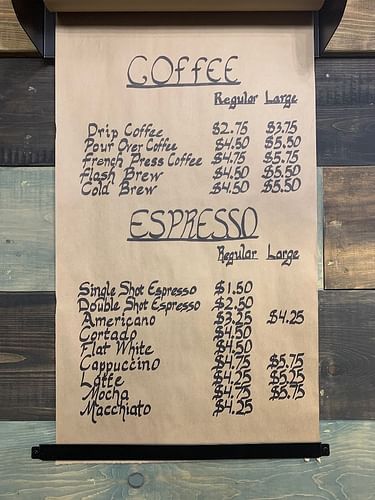 COFFEE
Regular Large
Drip Coffee $2.75 $3.75
Pour Over Coffee $4.50 $5.50
French Press Coffee $4.75 $5.75
Flash Brew $4.50 $5.50
Cold Brew $4.50 $5.50
ESPRESSO
Regular Large
Single Shot Espresso $1.50
Double Shot Espresso $2.50
Americano $3.25 $4.25
Cortado $4.50
Flat White $4.50
Cappuccino $4.75 $5.75
Latte $4.25 $5.25
Mocha $4.75 $5.75
Macchiato $4.25